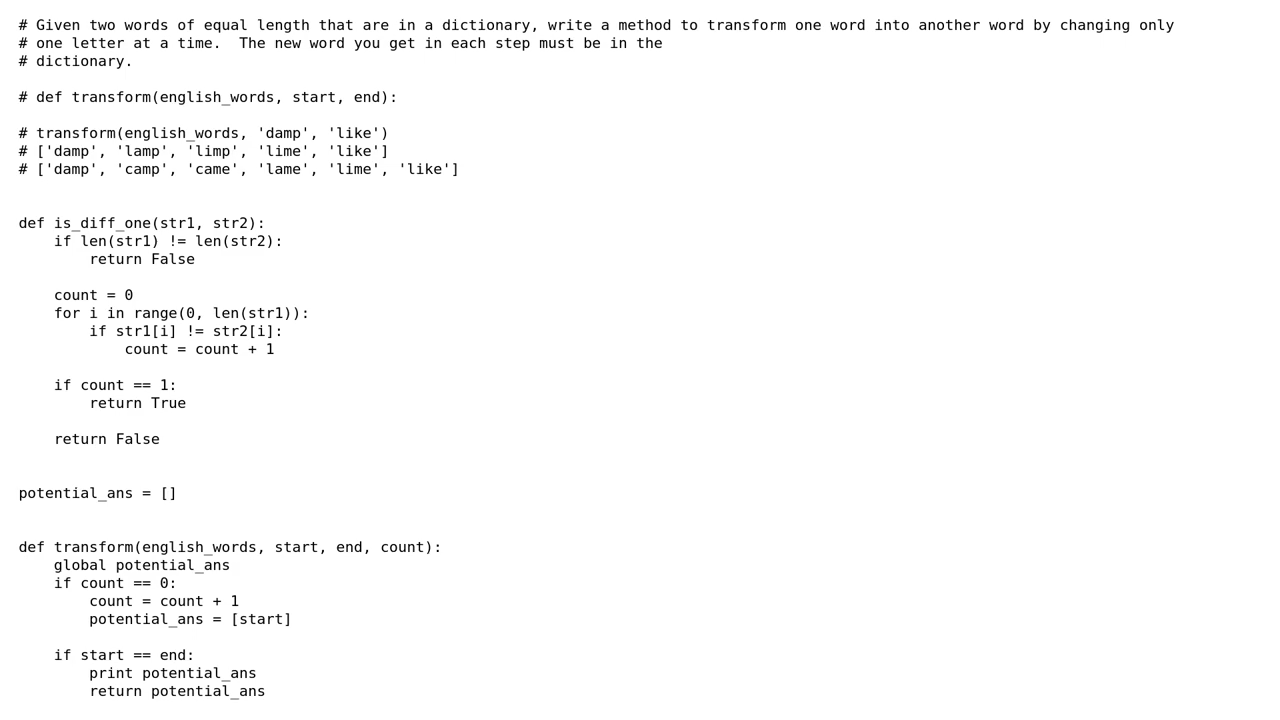 # Given two words of equal length that are in a dictionary, write a method to transform one word into another word by changing only
# one letter at a time.  The new word you get in each step must be in the
# dictionary.

# def transform(english_words, start, end):

# transform(english_words, 'damp', 'like')
# ['damp', 'lamp', 'limp', 'lime', 'like']
# ['damp', 'camp', 'came', 'lame', 'lime', 'like']


def is_diff_one(str1, str2):
    if len(str1) != len(str2):
        return False

    count = 0
    for i in range(0, len(str1)):
        if str1[i] != str2[i]:
            count = count + 1

    if count == 1:
        return True

    return False


potential_ans = []


def transform(english_words, start, end, count):
    global potential_ans
    if count == 0:
        count = count + 1
        potential_ans = [start]

    if start == end:
        print potential_ans
        return potential_ans